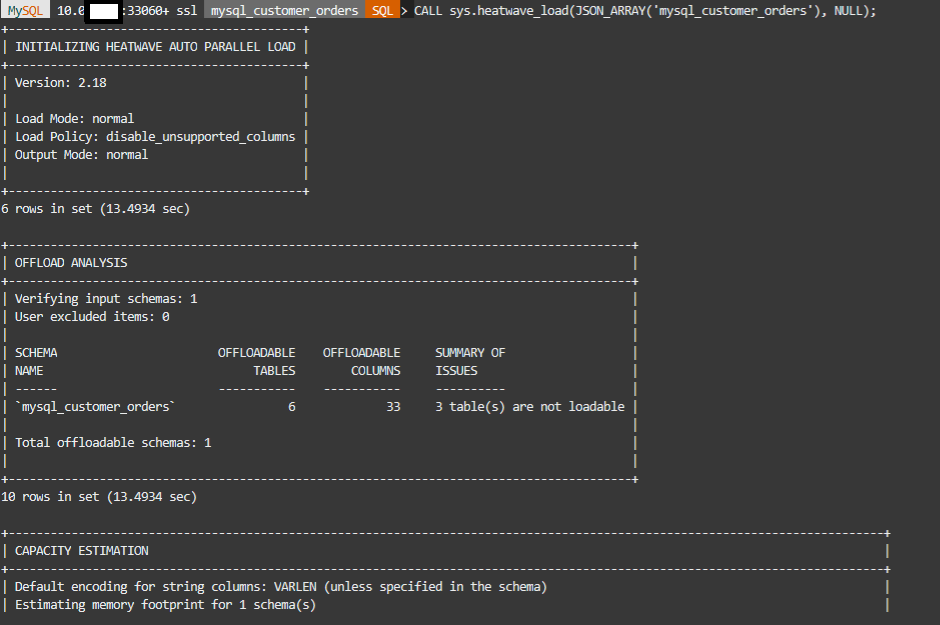 MySQL 10.0 :33060+ ssl mysql_customer_orders SQL > CALL sys.heatwave_load(JSON_ARRAY('mysql_customer_orders'), NULL);
+------------------------------------------+
| INITIALIZING HEATWAVE AUTO PARALLEL LOAD |
+------------------------------------------+
| Version: 2.18                            |
|                                          |
| Load Mode: normal                        |
| Load Policy: disable_unsupported_columns |
| Output Mode: normal                      |
|                                          |
+------------------------------------------+
6 rows in set (13.4934 sec)
+-----------------------------------------------------------------------------------------+
| OFFLOAD ANALYSIS                                                                        |
+-----------------------------------------------------------------------------------------+
| Verifying input schemas: 1                                                              |
| User excluded items: 0                                                                  |
|                                                                                         |
| SCHEMA                       OFFLOADABLE    OFFLOADABLE     SUMMARY OF                  |
| NAME                              TABLES        COLUMNS     ISSUES                      |
| ------                       -----------    -----------     ----------                  |
| `mysql_customer_orders`                6             33     3 table(s) are not loadable |
|                                                                                         |
| Total offloadable schemas: 1                                                            |
|                                                                                         |
+-----------------------------------------------------------------------------------------+
10 rows in set (13.4934 sec)
+-----------------------------------------------------------------------------------------------------------------------------+
| CAPACITY ESTIMATION                                                                                                         |
+-----------------------------------------------------------------------------------------------------------------------------+
| Default encoding for string columns: VARLEN (unless specified in the schema)                                                |
| Estimating memory footprint for 1 schema(s)                                                                                 |